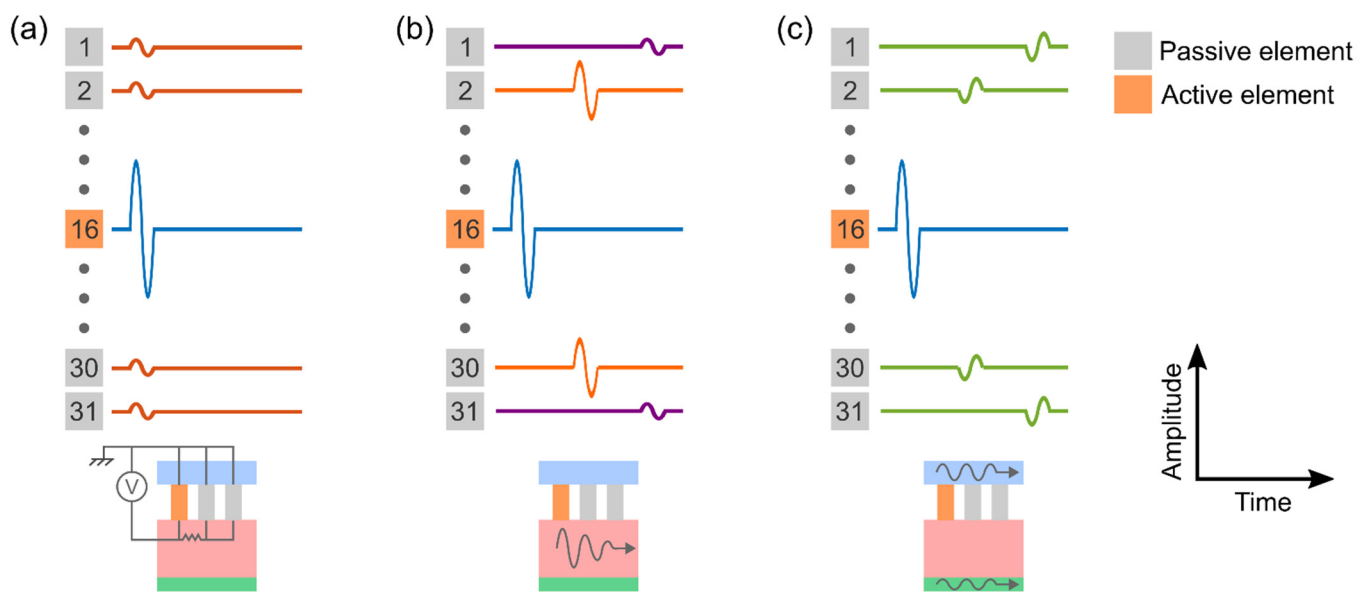 (a)
1
2
16
30
31
V
(b)
1
2
16
30
31
(c)
1
2
16
30
31
Passive element
Active element
Amplitude
Time